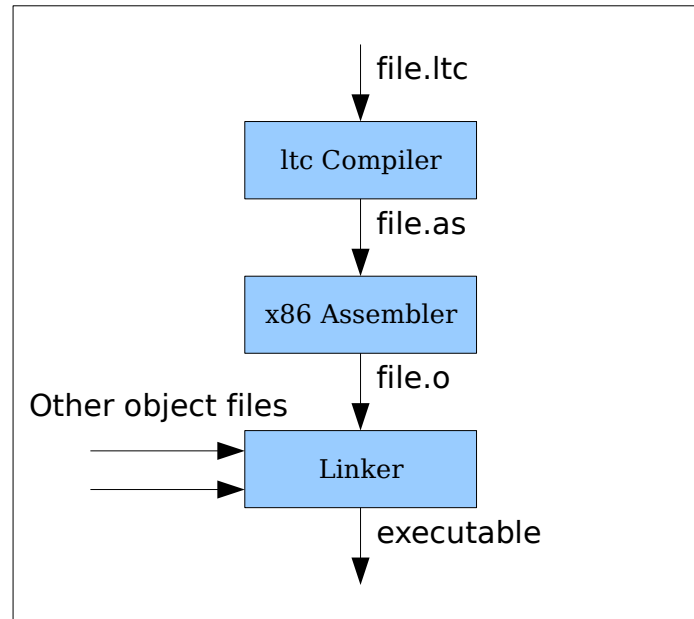 file.ltc
ltc Compiler
file.as
x86 Assembler
file.o
Other object files
Linker
executable